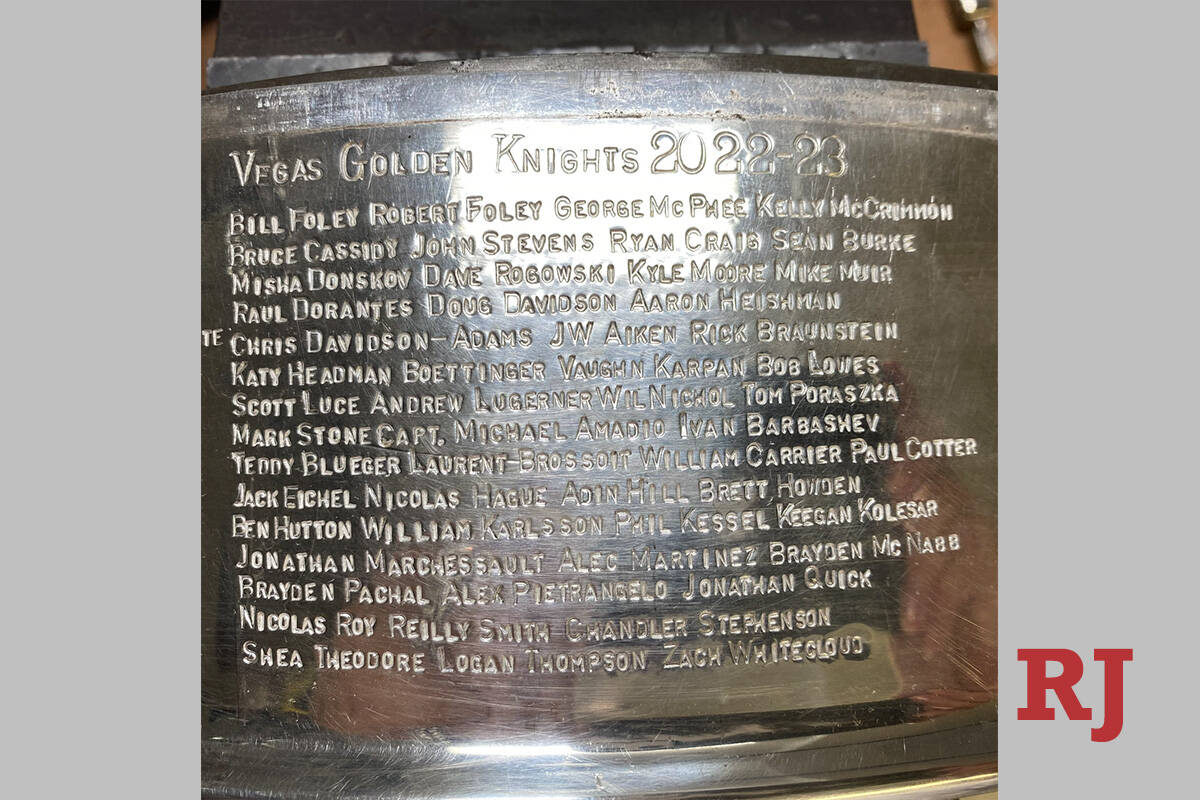 VEGAS GOLDEN KNIGHTS 2022-23
BILL FOLEY ROBERT FOLEY GEORGE MCPHEE KELLY MCCRIMMON
BRUCE CASSIDY JOHN STEVENS RYAN CRAIG SEAN BURKE
MISHA DONSKOV DAVE ROGOWSKI KYLE MOORE MIKE MUIR
RAUL DORANTES DOUG DAVIDSON AARON HEISHMAN
TE CHRIS DAVIDSON-ADAMS JW AIKEN RICK BRAUNSTEIN
KATY HEADMAN BOETTINGER VAUGHN KARPAN BOB LOWES
SCOTT LUCE ANDREW LUGERNER WIL NICHOL TOM PORASZKA
MARK STONE CAPT. MICHAEL AMADIO IVAN BARBASHEV
TEDDY BLUEGER LAURENT BROSSOIT WILLIAM CARRIER PAUL COTTER
JACK EICHEL NICOLAS HAGUE ADIN HILL BRETT HOWDEN
BEN HUTTON WILLIAM KARLSSON PHIL KESSEL KEEGAN KOLESAR
JONATHAN MARCHESSAULT ALEC MARTINEZ BRAYDEN MCNABB
BRAYDEN PACHAL ALEX PIETRANGELO JONATHAN QUICK
NICOLAS ROY REILLY SMITH CHANDLER STEPHENSON
SHEA THEODORE LOGAN THOMPSON ZACH WHITECLOUD
RJ